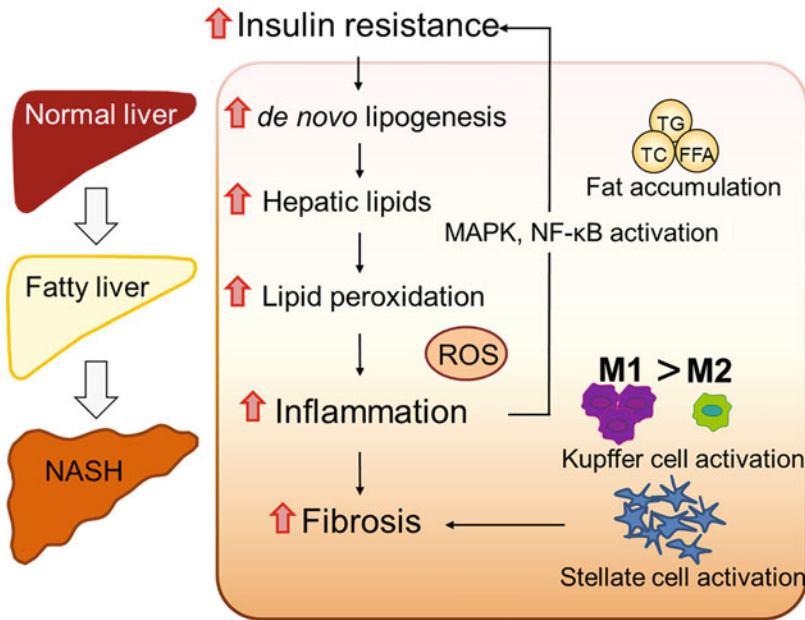 Insulin resistance
Normal liver
de novo lipogenesis
TG
TC FFA
Fat accumulation
Hepatic lipids
MAPK, NF-κB activation
Fatty liver
Lipid peroxidation
ROS
M1 > M2
Inflammation
Kupffer cell activation
NASH
Fibrosis
Stellate cell activation